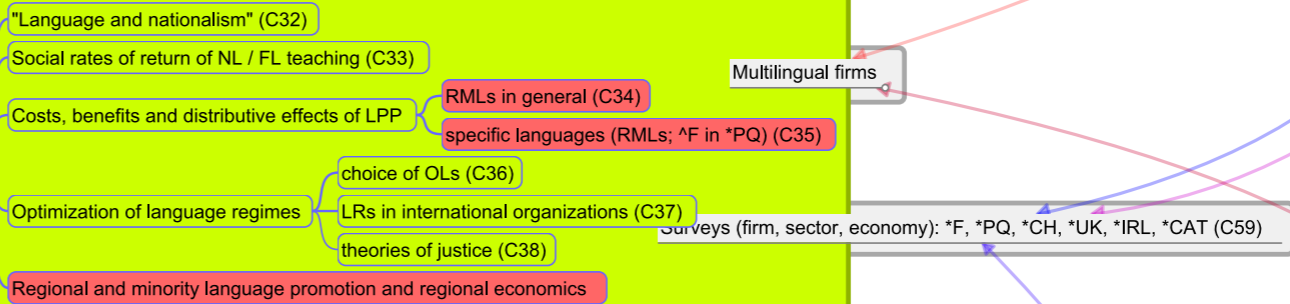 "Language and nationalism" (C32)
Social rates of return of NL / FL teaching (C33)
Costs, benefits and distributive effects of LPP
RMLs in general (C34)
specific languages (RMLs; ^F in *PQ) (C35)
Optimization of language regimes
choice of OLs (C36)
LRs in international organizations (C37)
theories of justice (C38)
Regional and minority language promotion and regional economics
Multilingual firms
Surveys (firm, sector, economy): *F, *PQ, *CH, *UK, *IRL, *CAT (C59)